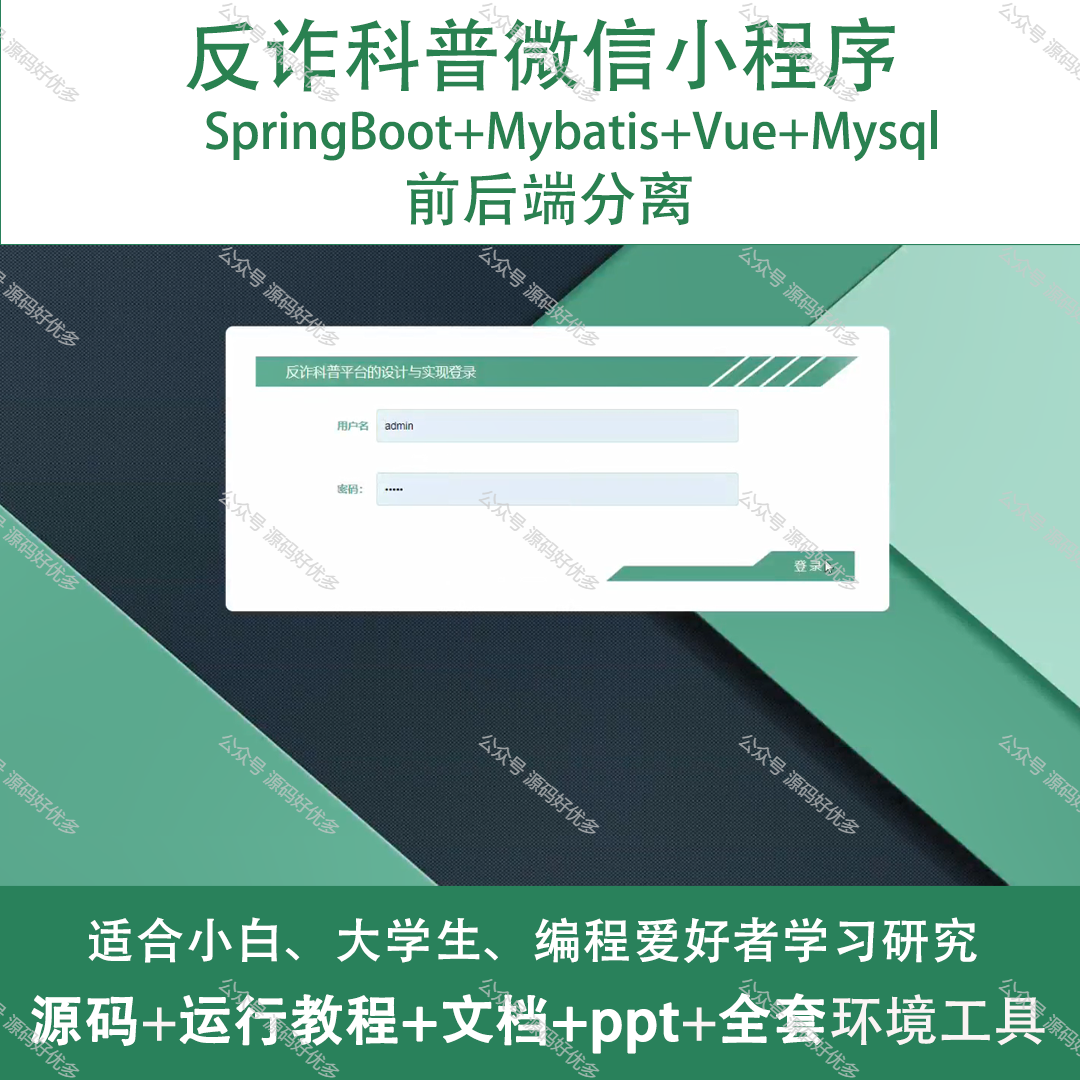 反诈科普微信小程序
SpringBoot+Mybatis+Vue+Mysql
前后端分离
反诈科普平台的设计与实现登录
用户名
admin
密码：
•••••
登录
适合小白、大学生、编程爱好者学习研究
源码+运行教程+文档+ppt+全套环境工具
公众号 源码好优多